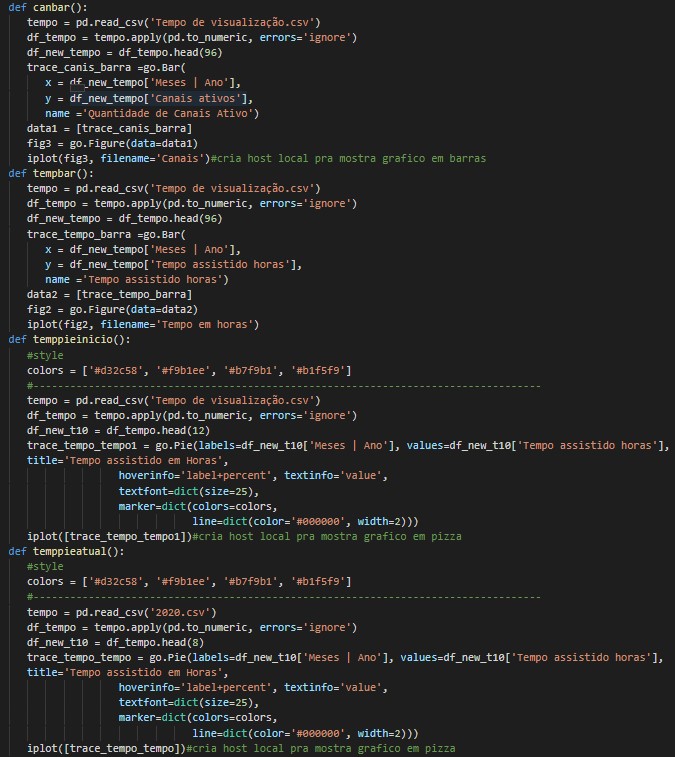 def canbar():
tempo = pd.read_csv('Tempo de visualização.csv')
df_tempo = tempo.apply(pd.to_numeric, errors='ignore')
df_new_tempo = df_tempo.head(96)
trace_canis_barra =go.Bar(
x = df_new_tempo['Meses | Ano'],
y = df_new_tempo['Canais ativos'],
name ='Quantidade de Canais Ativo')
data1 = [trace_canis_barra]
fig3 = go.Figure(data=data1)
iplot(fig3, filename='Canais')#cria host local pra mostra grafico em barras
def tempbar():
tempo = pd.read_csv('Tempo de visualização.csv')
df_tempo = tempo.apply(pd.to_numeric, errors='ignore')
df_new_tempo = df_tempo.head(96)
trace_tempo_barra =go.Bar(
x = df_new_tempo['Meses | Ano'],
y = df_new_tempo['Tempo assistido horas'],
name ='Tempo assistido horas')
data2 = [trace_tempo_barra]
fig2 = go.Figure(data=data2)
iplot(fig2, filename='Tempo em horas')
def temppieinicio():
#style
colors = ['#d32c58', '#f9b1ee', '#b7f9b1', '#b1f5f9']
#-----------------------------------------------------------------------------------
tempo = pd.read_csv('Tempo de visualização.csv')
df_tempo = tempo.apply(pd.to_numeric, errors='ignore')
df_new_t10 = df_tempo.head(12)
trace_tempo_tempo1 = go.Pie(labels=df_new_t10['Meses | Ano'], values=df_new_t10['Tempo assistido horas'],
title='Tempo assistido em Horas',
hoverinfo='label+percent', textinfo='value',
textfont=dict(size=25),
marker=dict(colors=colors,
line=dict(color='#000000', width=2)))
iplot([trace_tempo_tempo1])#cria host local pra mostra grafico em pizza
def temppieatual():
#style
colors = ['#d32c58', '#f9b1ee', '#b7f9b1', '#b1f5f9']
#-----------------------------------------------------------------------------------
tempo = pd.read_csv('2020.csv')
df_tempo = tempo.apply(pd.to_numeric, errors='ignore')
df_new_t10 = df_tempo.head(8)
trace_tempo_tempo = go.Pie(labels=df_new_t10['Meses | Ano'], values=df_new_t10['Tempo assistido horas'],
title='Tempo assistido em Horas',
hoverinfo='label+percent', textinfo='value',
textfont=dict(size=25),
marker=dict(colors=colors,
line=dict(color='#000000', width=2)))
iplot([trace_tempo_tempo])#cria host local pra mostra grafico em pizza